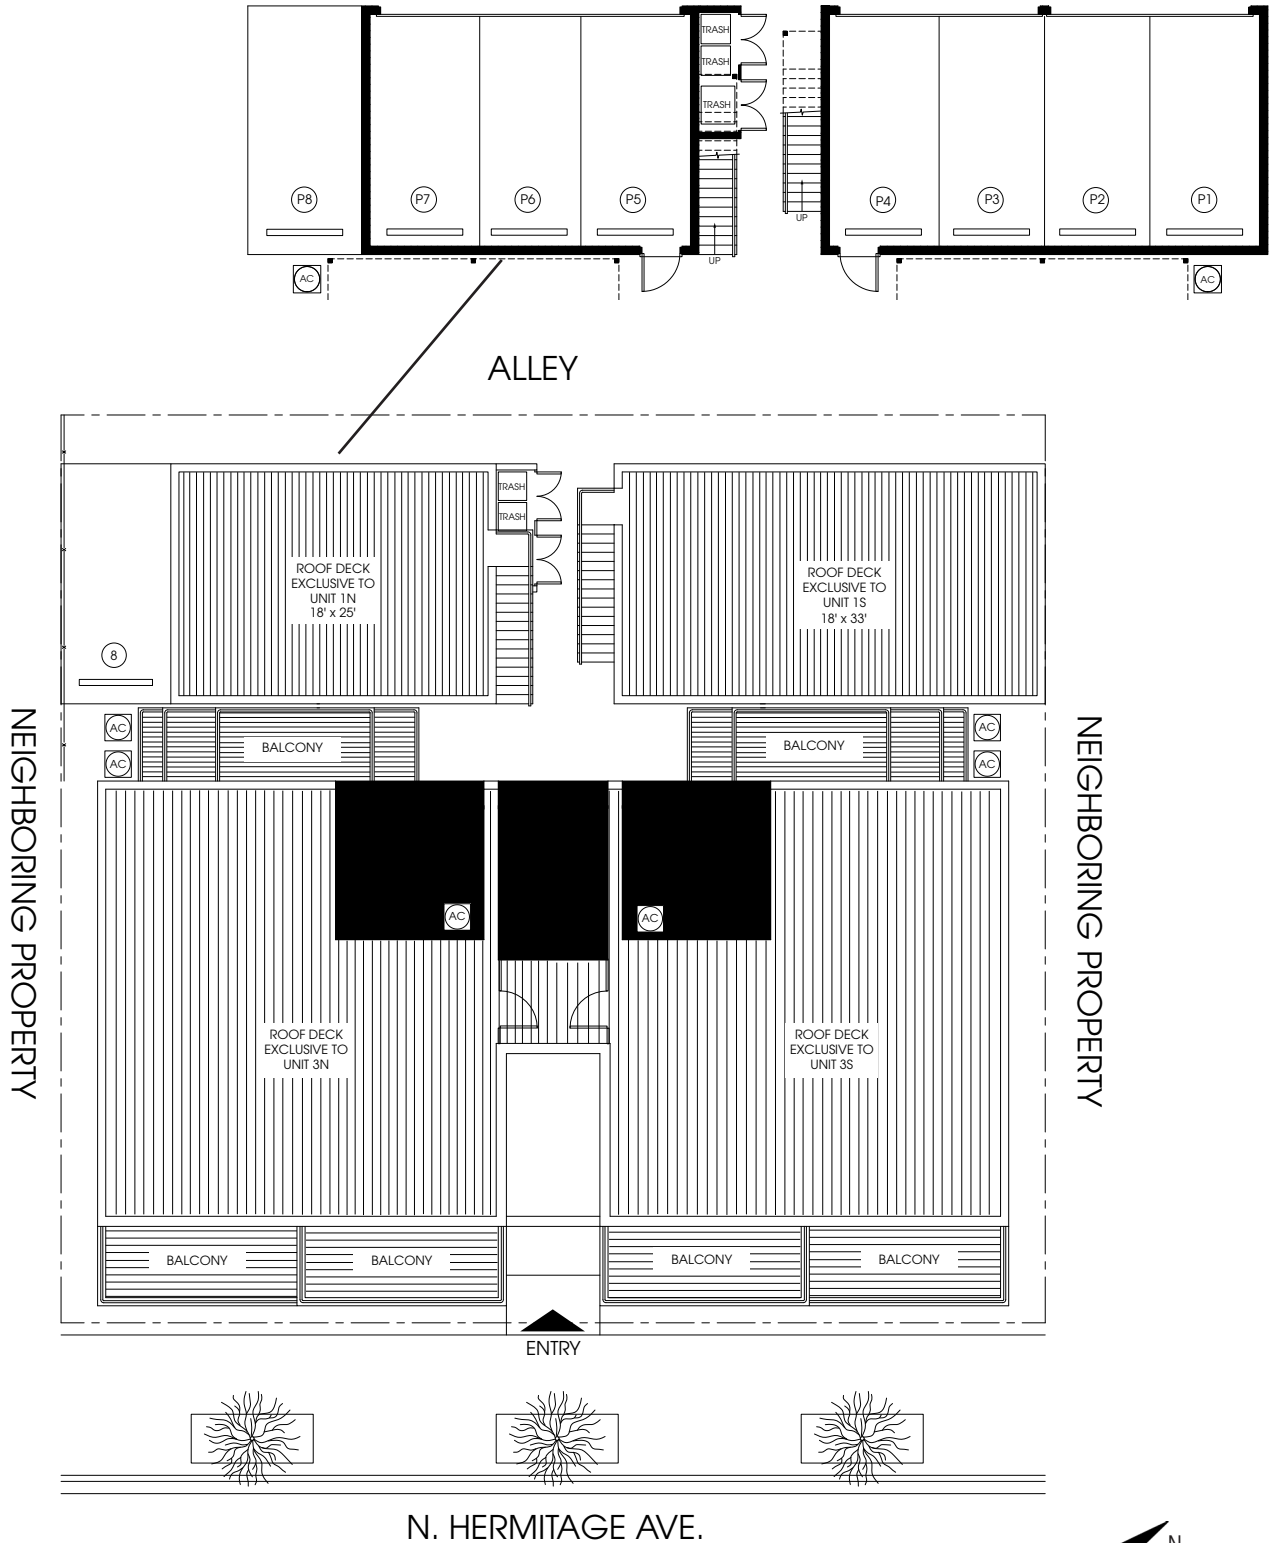 TRASH
TRASH
TRASH
P8
P7
P6
P5
P4
P3
P2
P1
UP
UP
AC
AC
ALLEY
TRASH
TRASH
ROOF DECK
EXCLUSIVE TO
UNIT 1N
18' x 25'
ROOF DECK
EXCLUSIVE TO
UNIT 1S
18' x 33'
8
NEIGHBORING PROPERTY
NEIGHBORING PROPERTY
AC
BALCONY
BALCONY
AC
AC
AC
AC
AC
ROOF DECK
EXCLUSIVE TO
UNIT 3N
ROOF DECK
EXCLUSIVE TO
UNIT 3S
BALCONY
BALCONY
BALCONY
BALCONY
ENTRY
N. HERMITAGE AVE.
N